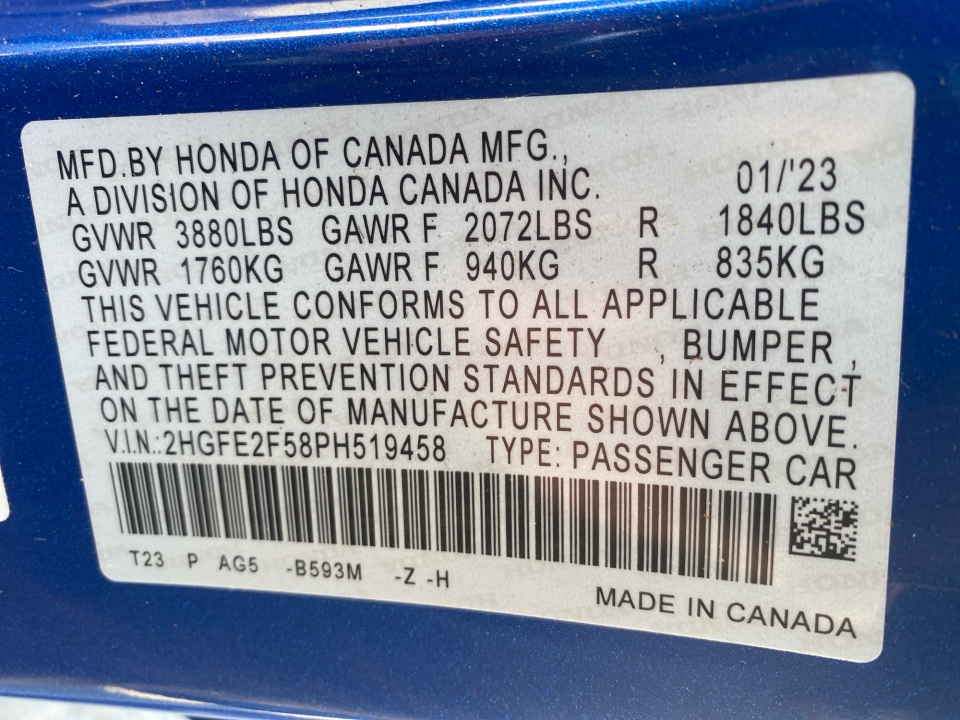 MFD.BY HONDA OF CANADA MFG.,
A DIVISION OF HONDA CANADA INC. 01/'23
GVWR 3880LBS GAWR F 2072LBS R 1840LBS
GVWR 1760KG GAWR F 940KG R 835KG
THIS VEHICLE CONFORMS TO ALL APPLICABLE
FEDERAL MOTOR VEHICLE SAFETY , BUMPER ,
AND THEFT PREVENTION STANDARDS IN EFFECT
ON THE DATE OF MANUFACTURE SHOWN ABOVE.
V.I.N.:2HGFE2F58PH519458 TYPE: PASSENGER CAR
T23 P AG5 -B593M -Z -H
MADE IN CANADA